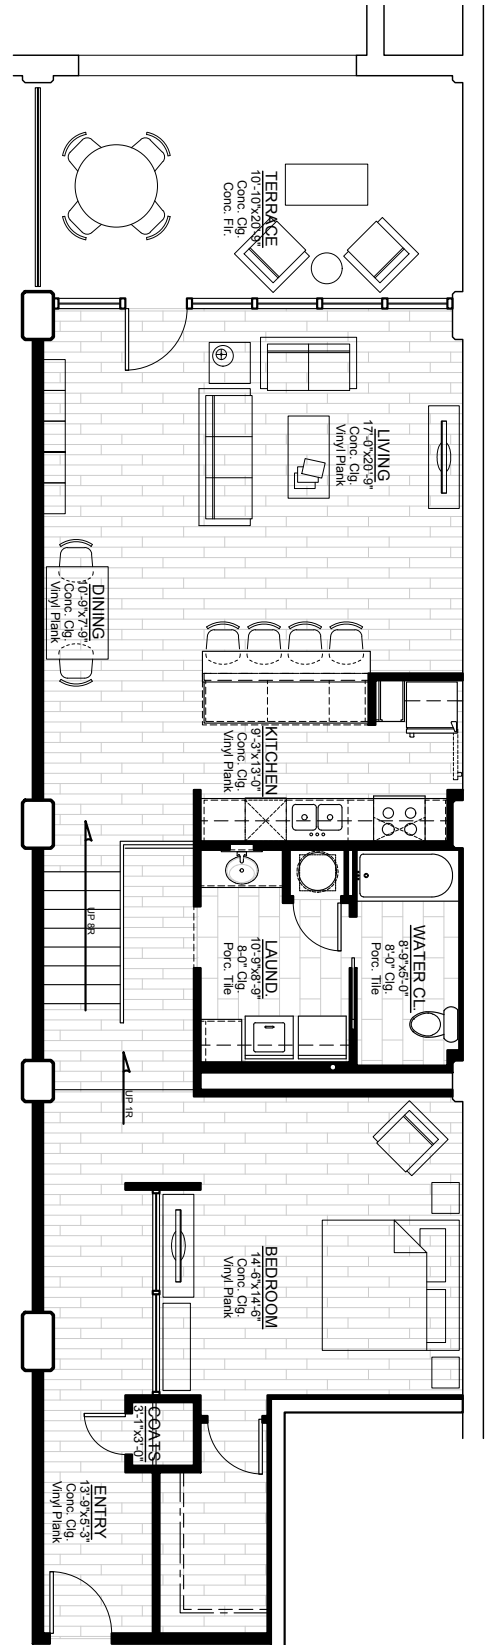 TERRACE
10'-10"x20'-9"
Conc. Clg.
Conc. Flr.
LIVING
17'-0"x20'-9"
Conc. Clg.
Vinyl Plank
DINING
10'-9"x7'-9"
Conc. Clg.
Vinyl Plank
KITCHEN
9'-3"x13'-0"
Conc. Clg.
Vinyl Plank
UP 8R
WATER CL.
8'-9"x5'-0"
8'-0" Clg.
Porc. Tile
LAUND.
10'-9"x8'-9"
8-0" Clg.
Porc. Tile
UP 1R
BEDROOM
14'-6"x14'-6"
Conc. Clg.
Vinyl Plank
COATS
3'-1"x3'-0"
ENTRY
13'-9"x5'-3"
Conc. Clg.
Vinyl Plank